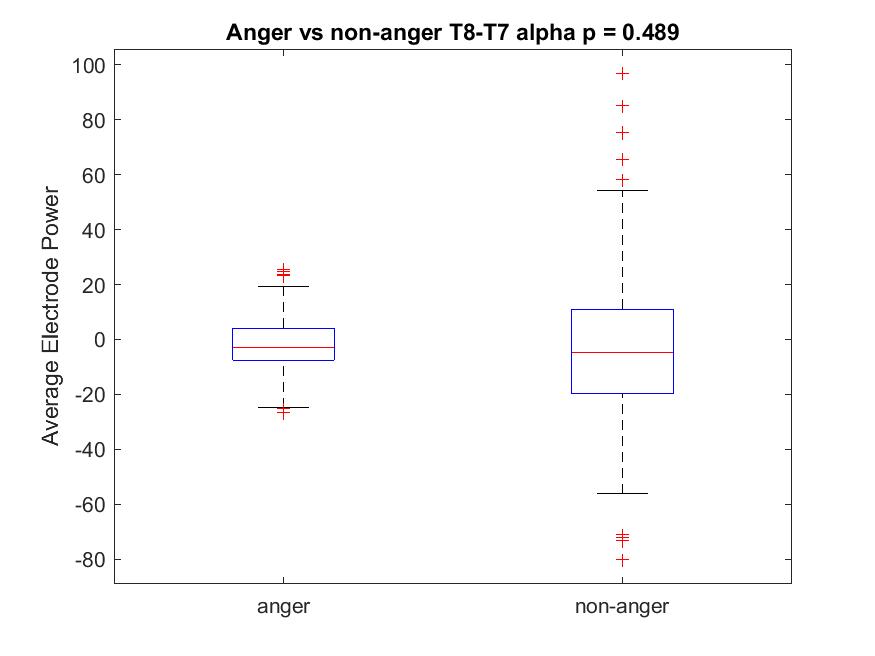 Anger vs non-anger T8-T7 alpha p = 0.489
100
80
60
40
20
0
-20
-40
-60
-80
Average Electrode Power
anger
non-anger